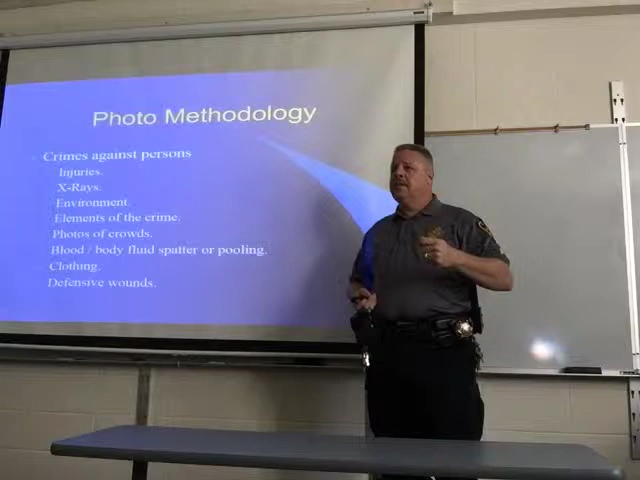 Photo Methodology
Crimes against persons
Injuries.
X-Rays.
Environment.
Elements of the crime.
Photos of crowds.
Blood / body fluid spatter or pooling.
Clothing.
Defensive wounds.